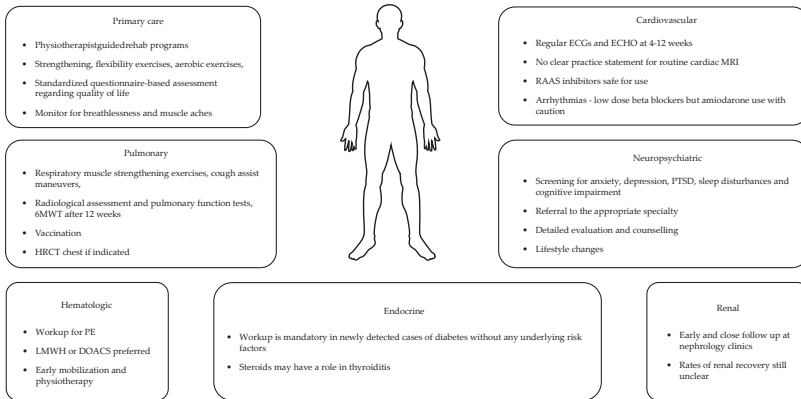 Primary care
• Physiotherapistguidedrehab programs
• Strengthening, flexibility exercises, aerobic exercises,
• Standardized questionnaire-based assessment
regarding quality of life
• Monitor for breathlessness and muscle aches
Cardiovascular
• Regular ECGs and ECHO at 4-12 weeks
• No clear practice statement for routine cardiac MRI
• RAAS inhibitors safe for use
• Arrhythmias - low dose beta blockers but amiodarone use with
caution
Pulmonary
• Respiratory muscle strengthening exercises, cough assist
maneuvers,
• Radiological assessment and pulmonary function tests,
6MWT after 12 weeks
• Vaccination
• HRCT chest if indicated
Neuropsychiatric
• Screening for anxiety, depression, PTSD, sleep disturbances and
cognitive impairment
• Referral to the appropriate specialty
• Detailed evaluation and counselling
• Lifestyle changes
Hematologic
• Workup for PE
• LMWH or DOACS preferred
• Early mobilization and
physiotherapy
Endocrine
• Workup is mandatory in newly detected cases of diabetes without any underlying risk
factors
• Steroids may have a role in thyroiditis
Renal
• Early and close follow up at
nephrology clinics
• Rates of renal recovery still
unclear